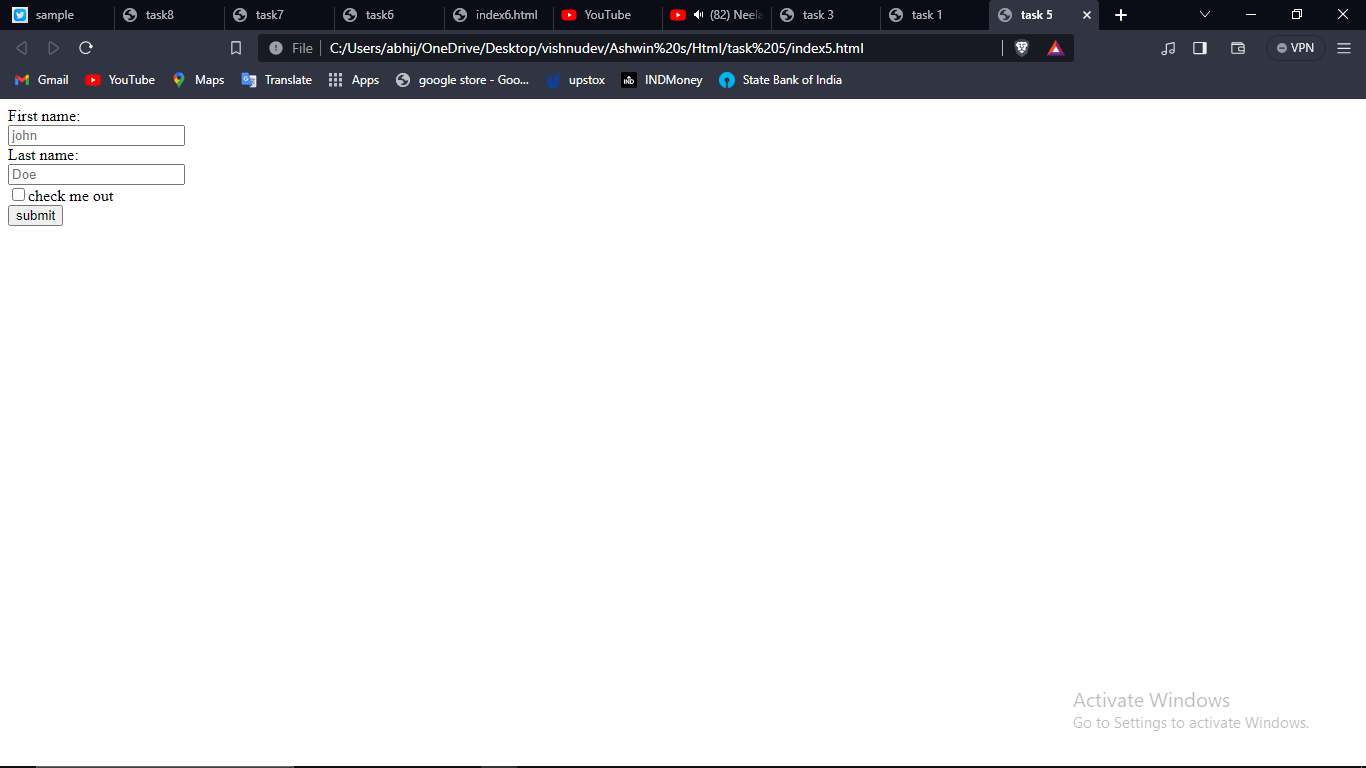 sample task8 task7 task6 index6.html YouTube (82) Neela task 3 task 1 task 5
File C:/Users/abhij/OneDrive/Desktop/vishnudev/Ashwin%20s/Html/task%205/index5.html VPN
Gmail YouTube Maps Translate Apps google store - Goo... upstox INDMoney State Bank of India
First name:
john
Last name:
Doe
check me out
submit
Activate Windows
Go to Settings to activate Windows.